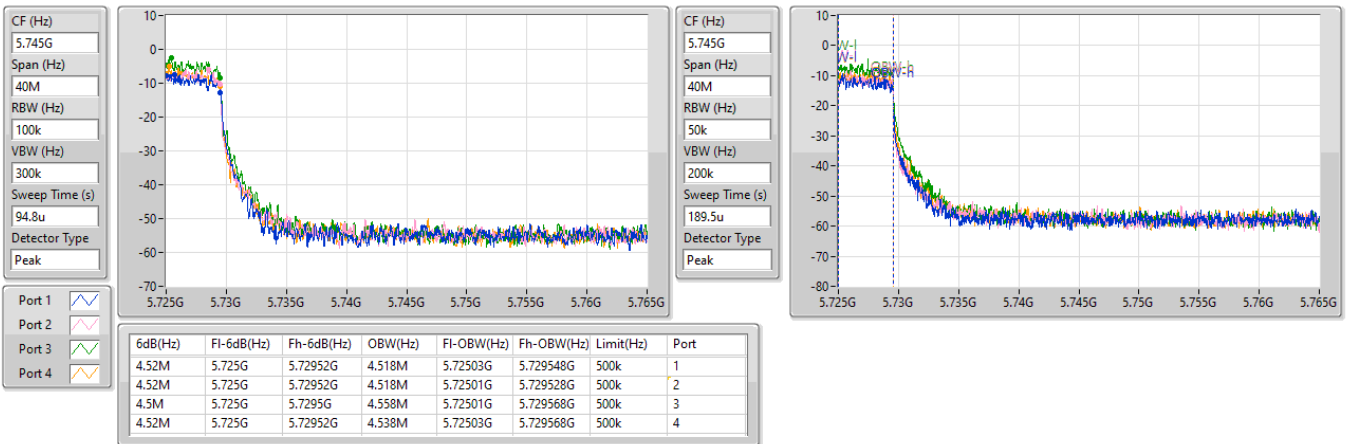 CF (Hz)
5.745G
Span (Hz)
40M
RBW (Hz)
100k
VBW (Hz)
300k
Sweep Time (s)
94.8u
Detector Type
Peak
10-
0-
-10-
-20-
-30-
-40-
-50-
-60-
-70-
5.725G 5.73G 5.735G 5.74G 5.745G 5.75G 5.755G 5.76G 5.765G
CF (Hz)
5.745G
Span (Hz)
40M
RBW (Hz)
50k
VBW (Hz)
200k
Sweep Time (s)
189.5u
Detector Type
Peak
10-
0-
-10-
-20-
-30-
-40-
-50-
-60-
-70-
-80-
W-l
W-l
OBW-h
5.725G 5.73G 5.735G 5.74G 5.745G 5.75G 5.755G 5.76G 5.765G
Port 1
Port 2
Port 3
Port 4
6dB(Hz) Fl-6dB(Hz) Fh-6dB(Hz) OBW(Hz) Fl-OBW(Hz) Fh-OBW(Hz) Limit(Hz) Port
4.52M 5.725G 5.72952G 4.518M 5.72503G 5.729548G 500k 1
4.52M 5.725G 5.72952G 4.518M 5.72501G 5.729528G 500k 2
4.5M 5.725G 5.7295G 4.558M 5.72501G 5.729568G 500k 3
4.52M 5.725G 5.72952G 4.538M 5.72503G 5.729568G 500k 4